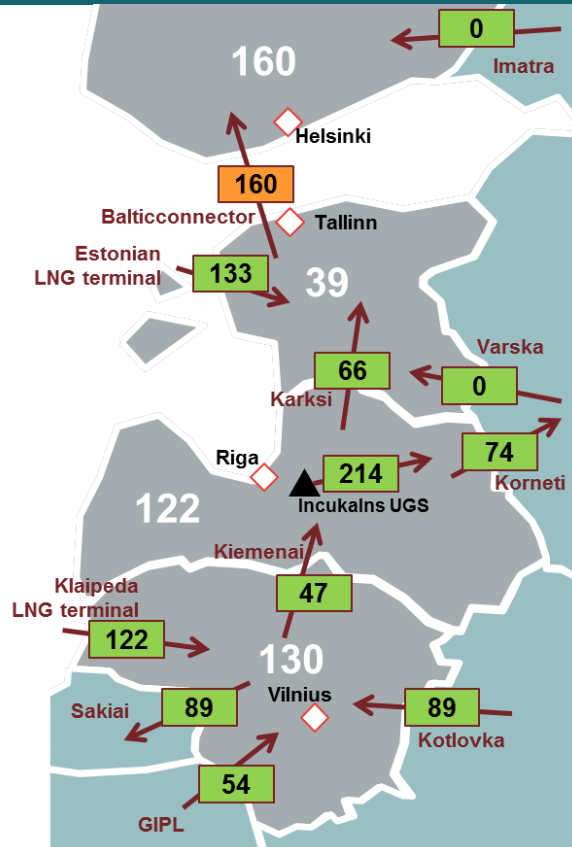 0
160
Imatra
Helsinki
160
Balticconnector
Tallinn
Estonian
LNG terminal
133
39
Varska
66
0
Karksi
74
Riga
214
Korneti
122
Incukalns UGS
Kiemenai
Klaipeda
LNG terminal
47
122
130
Vilnius
Sakiai
89
89
Kotlovka
54
GIPL